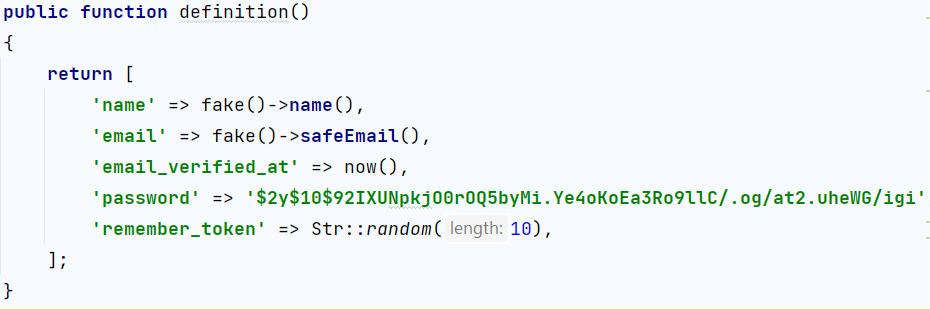 public function definition()
{
    return [
        'name' => fake()->name(),
        'email' => fake()->safeEmail(),
        'email_verified_at' => now(),
        'password' => '$2y$10$92IXUNpkjO0rOQ5byMi.Ye4oKoEa3Ro9llC/.og/at2.uheWG/igi'
        'remember_token' => Str::random( length: 10),
    ];
}